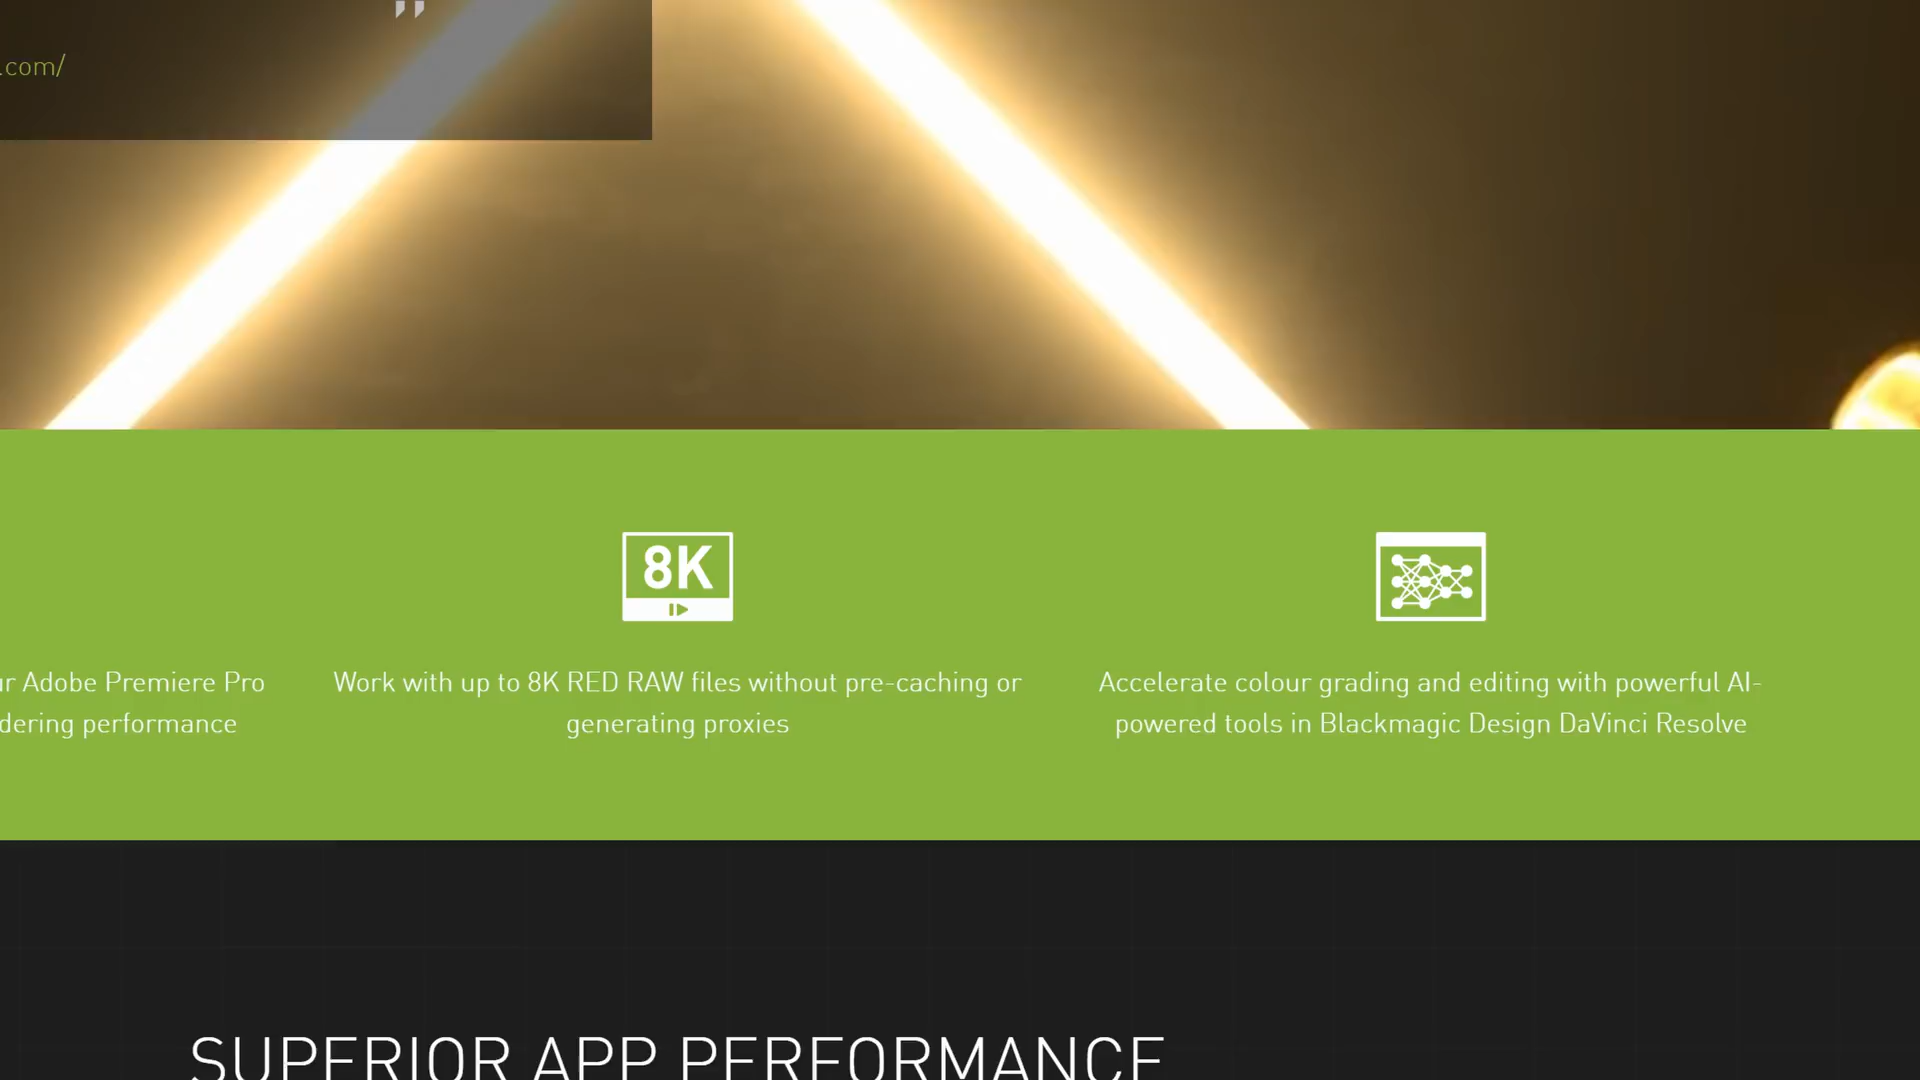 ”
.com/
8K
Adobe Premiere Pro
performance
Work with up to 8K RED RAW files without pre-caching or
generating proxies
Accelerate colour grading and editing with powerful AI-
powered tools in Blackmagic Design DaVinci Resolve
SUPERIOR APP PERFORMANCE